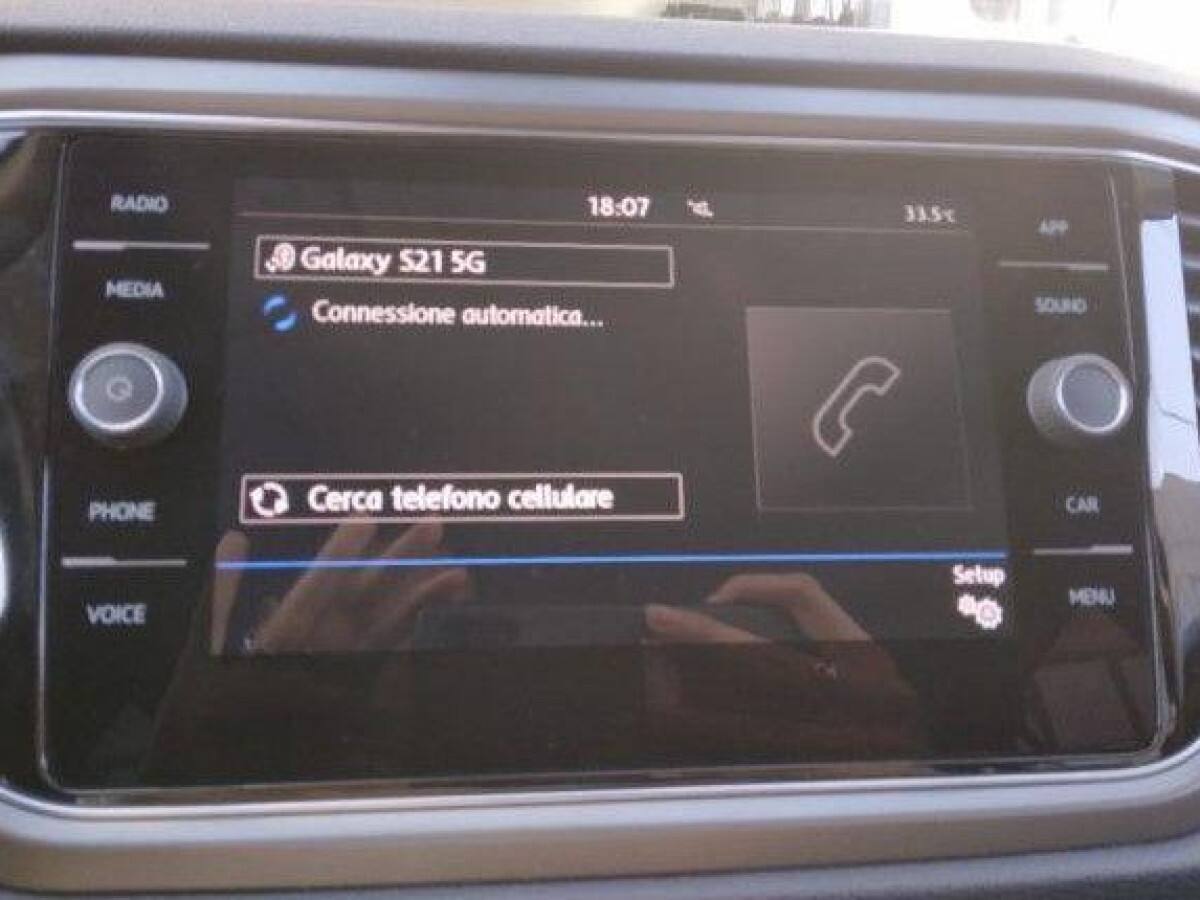 RADIO
MEDIA
PHONE
VOICE
18:07
33.5°C
Galaxy S21 5G
Connessione automatica...
Cerca telefono cellulare
Setup
APP
SOUND
CAR
MENU